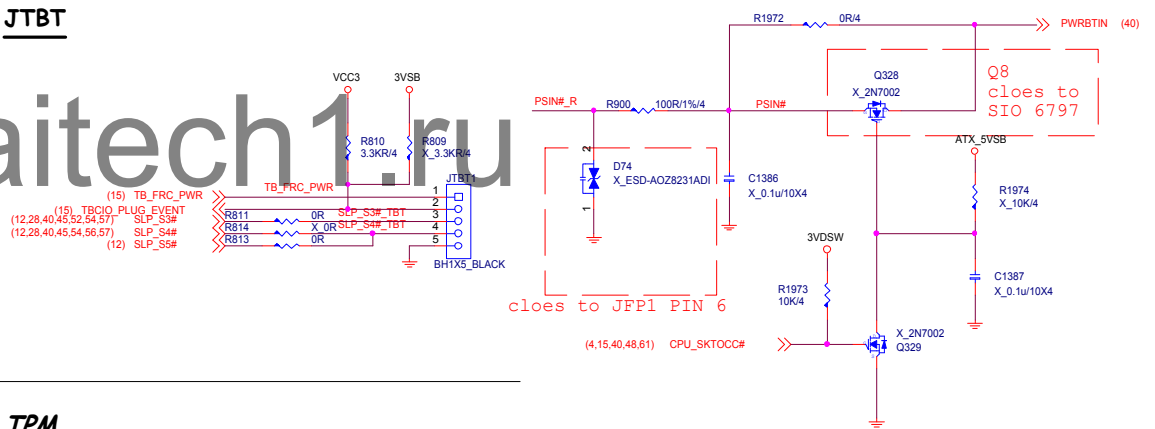 JTBT
R1972
0R/4
PWRBTIN (40)
Q328
X_2N7002
Q8
cloes to
SIO 6797
VCC3
3VSB
PSIN#_R
R900
100R/1%/4
PSIN#
aitech1.ru
R810
3.3KR/4
R809
X_3.3KR/4
ATX_5VSB
2
D74
X_ESD-AOZ8231ADI
1
C1386
X_0.1u/10X4
R1974
X_10K/4
JTBT1
(15) TB_FRC_PWR
TB_FRC_PWR
1
(15) TBCIO_PLUG_EVENT
2
(12,28,40,45,52,54,57) SLP_S3#
R811
0R
SLP_S3#_TBT
3
(12,28,40,45,54,56,57) SLP_S4#
R814
X_0R
SLP_S4#_TBT
4
(12) SLP_S5#
R813
0R
5
BH1X5_BLACK
3VDSW
R1973
10K/4
C1387
X_0.1u/10X4
cloes to JFP1 PIN 6
(4,15,40,48,61) CPU_SKTOCC#
X_2N7002
Q329
TPM